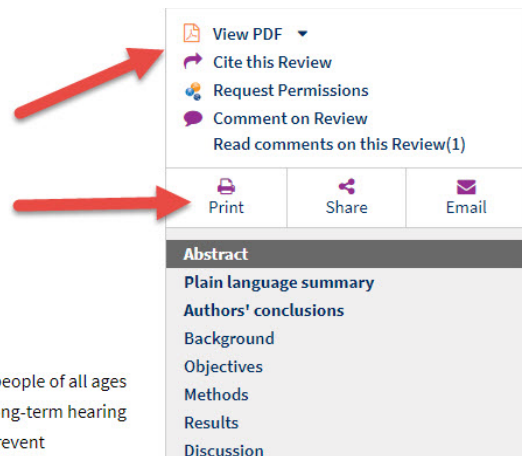 View PDF
Cite this Review
Request Permissions
Comment on Review
Read comments on this Review(1)
Print
Share
Email
Abstract
Plain language summary
Authors' conclusions
Background
Objectives
Methods
Results
Discussion
people of all ages
ng-term hearing
revent